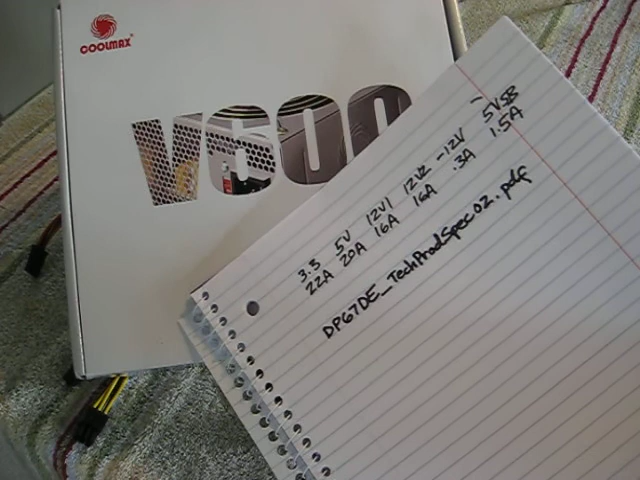 COOLMAX
V600
3.3 5V 12V1 12V2 -12V 5VSB
22A 20A 16A 16A .3A 1.5A
DP67DE_TechProdSpec02.pdf